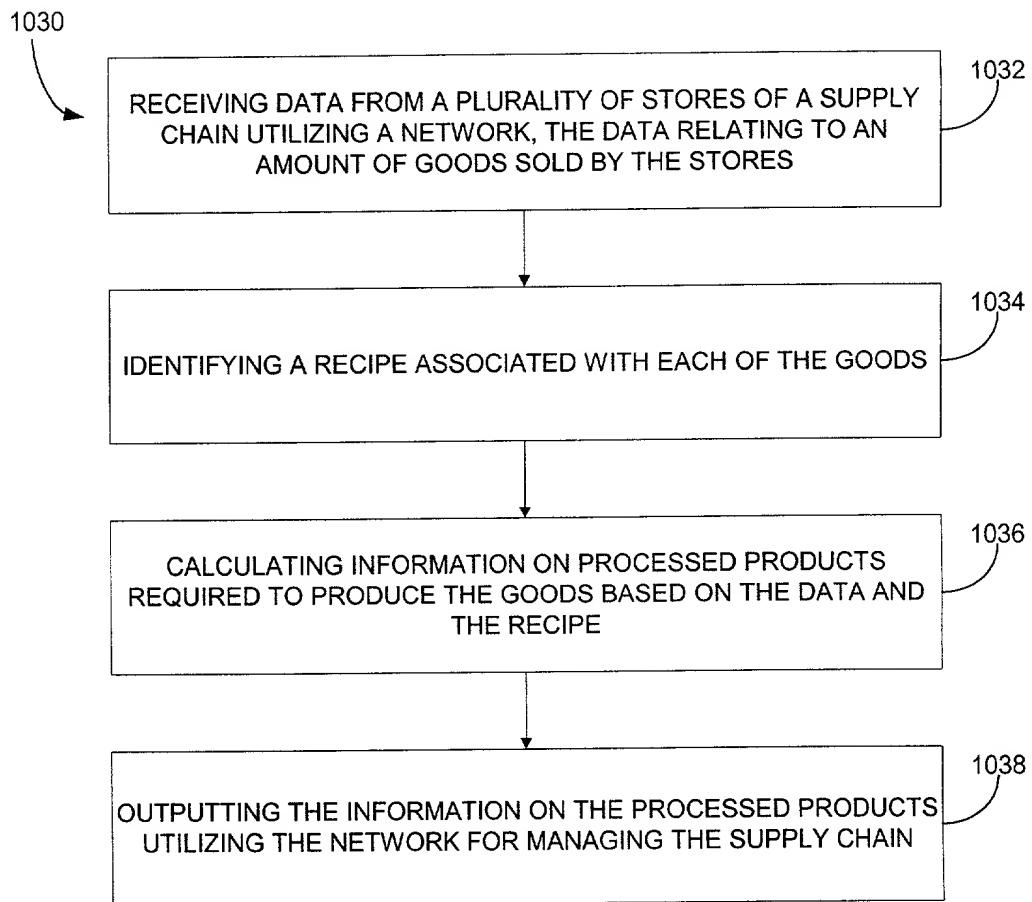 1030
1032
RECEIVING DATA FROM A PLURALITY OF STORES OF A SUPPLY
CHAIN UTILIZING A NETWORK, THE DATA RELATING TO AN
AMOUNT OF GOODS SOLD BY THE STORES
1034
IDENTIFYING A RECIPE ASSOCIATED WITH EACH OF THE GOODS
1036
CALCULATING INFORMATION ON PROCESSED PRODUCTS
REQUIRED TO PRODUCE THE GOODS BASED ON THE DATA AND
THE RECIPE
1038
OUTPUTTING THE INFORMATION ON THE PROCESSED PRODUCTS
UTILIZING THE NETWORK FOR MANAGING THE SUPPLY CHAIN